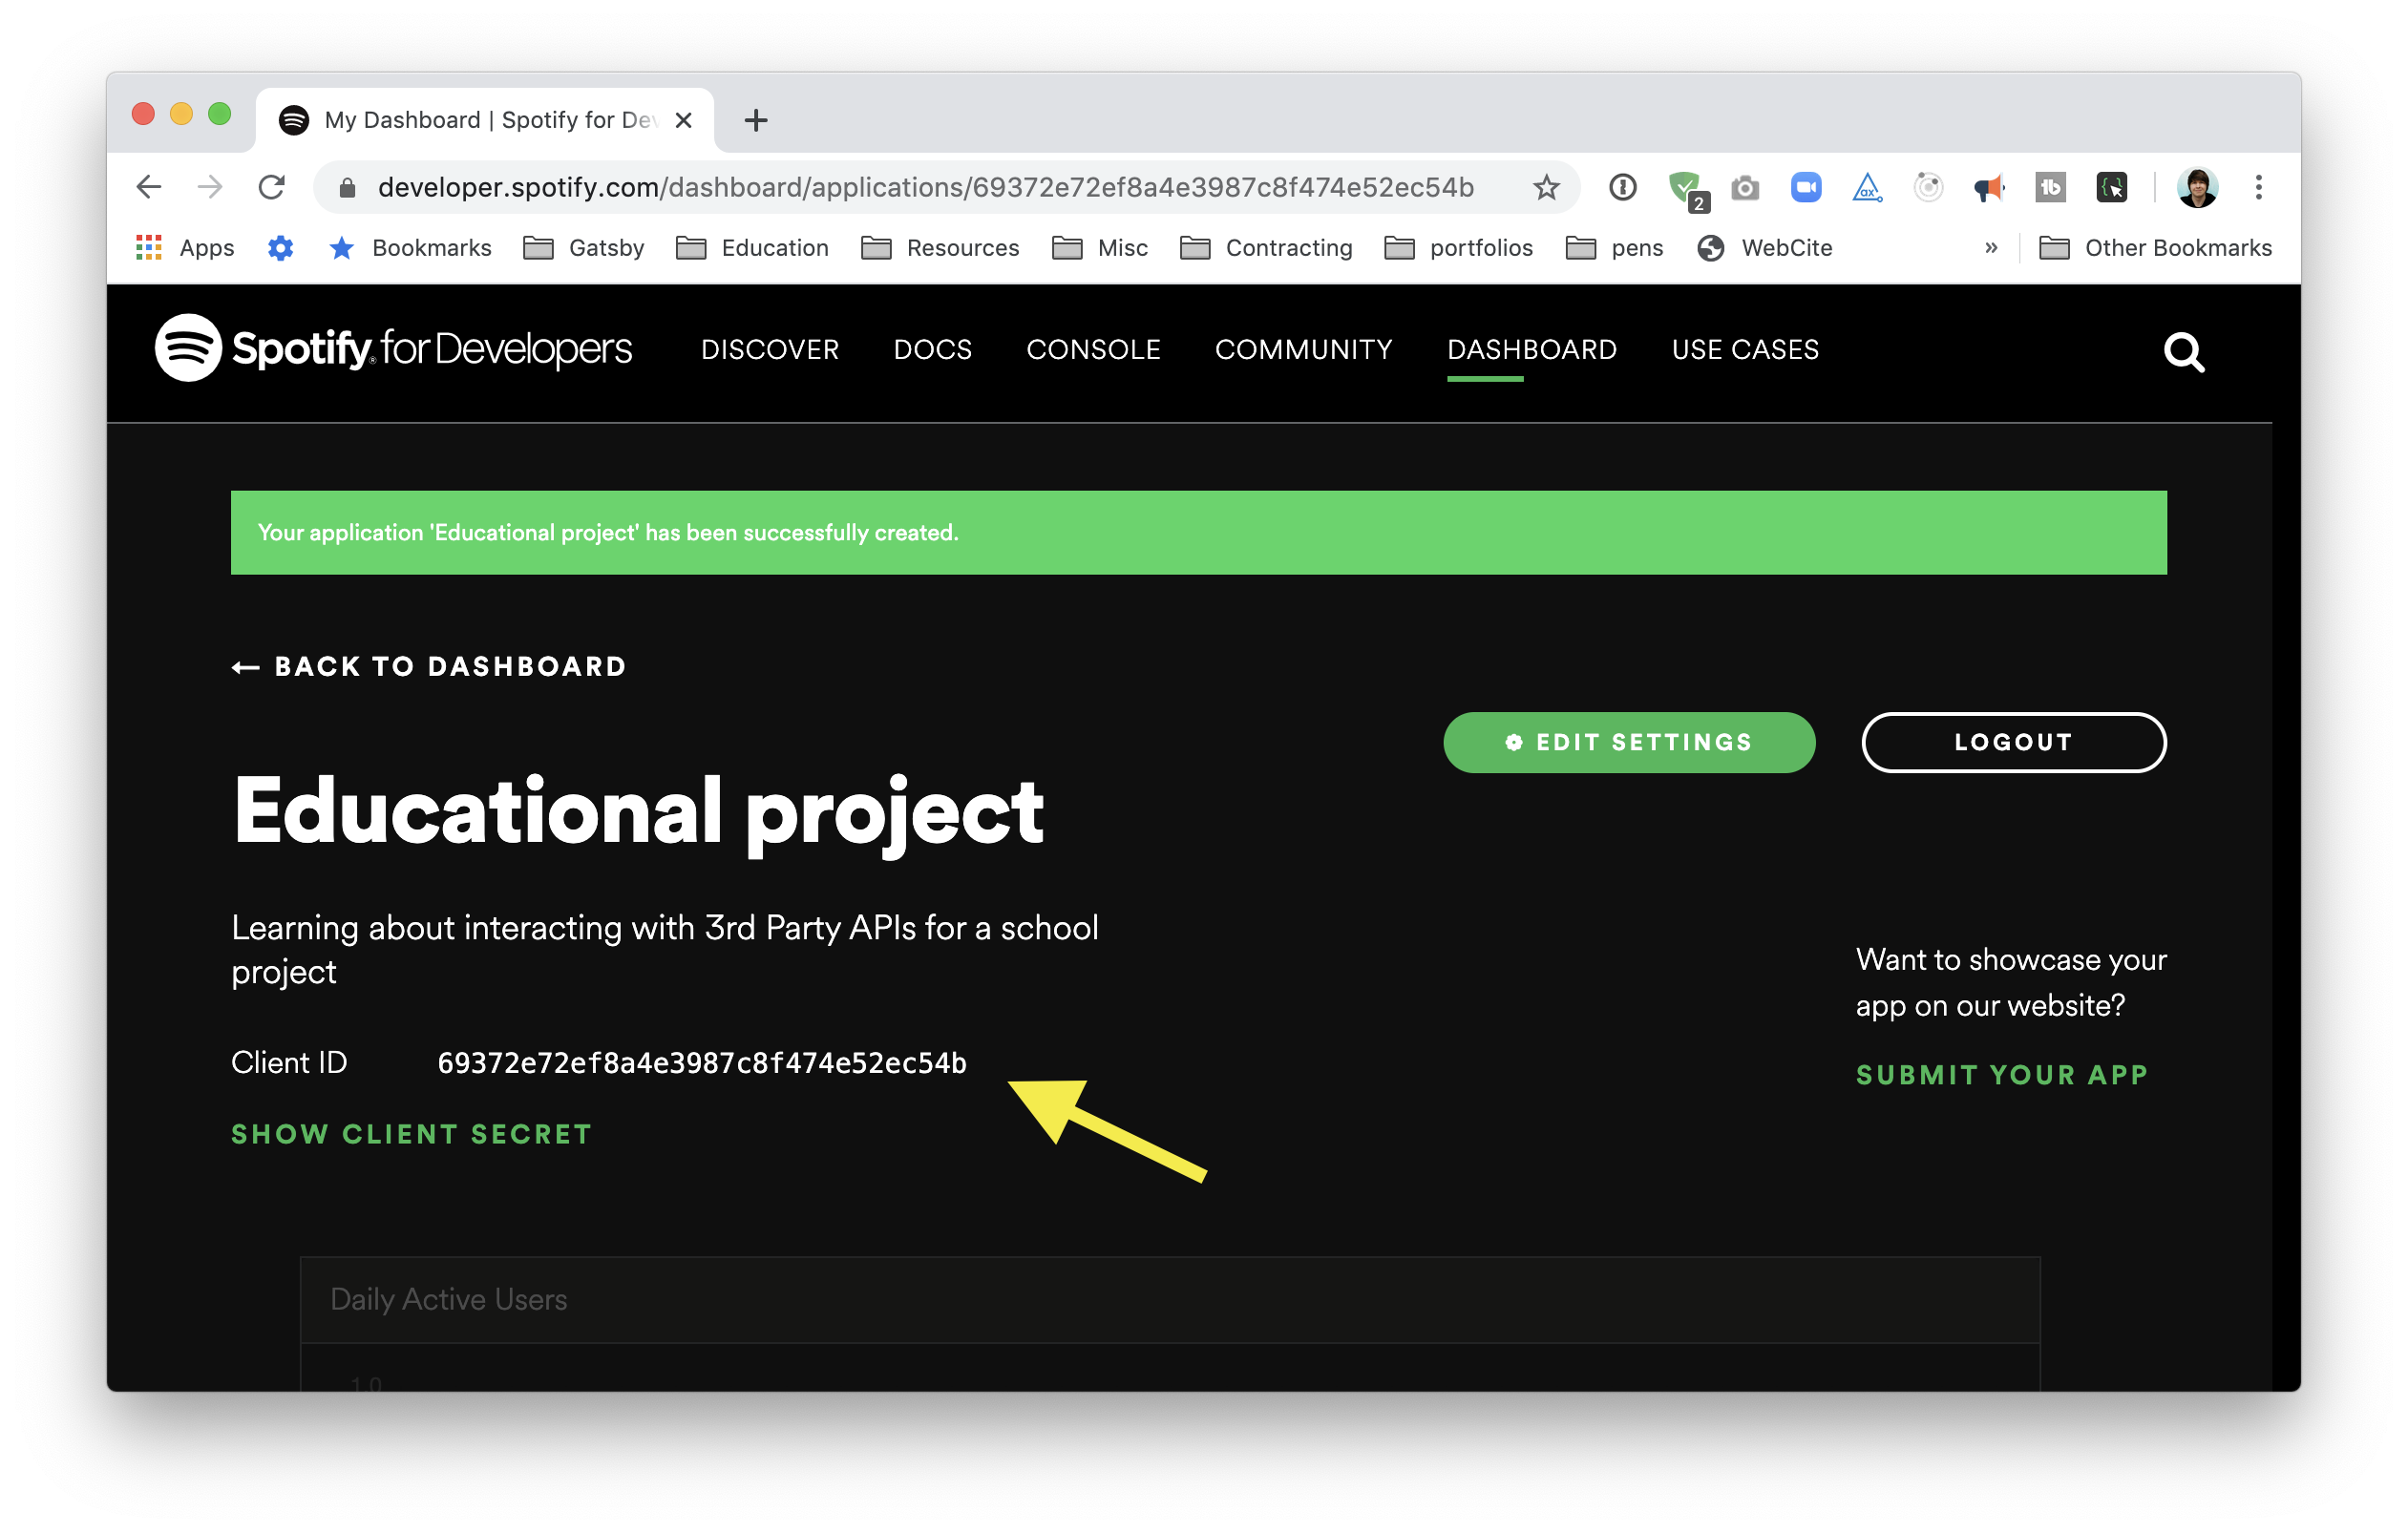 My Dashboard | Spotify for Dev
developer.spotify.com/dashboard/applications/69372e72ef8a4e3987c8f474e52ec54b
2
Apps Bookmarks Gatsby Education Resources Misc Contracting portfolios pens WebCite » Other Bookmarks
Spotify for Developers DISCOVER DOCS CONSOLE COMMUNITY DASHBOARD USE CASES
Your application 'Educational project' has been successfully created.
← BACK TO DASHBOARD
EDIT SETTINGS LOGOUT
Educational project
Learning about interacting with 3rd Party APIs for a school
project
Want to showcase your
app on our website?
Client ID 69372e72ef8a4e3987c8f474e52ec54b
SUBMIT YOUR APP
SHOW CLIENT SECRET
Daily Active Users
1.0